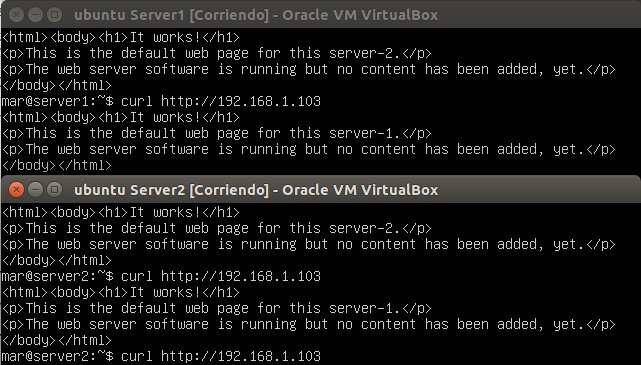 ubuntu Server1 [Corriendo] - Oracle VM VirtualBox
<html><body><h1>It works!</h1>
<p>This is the default web page for this server-2.</p>
<p>The web server software is running but no content has been added, yet.</p>
</body></html>
mar@server1:~$ curl http://192.168.1.103
<html><body><h1>It works!</h1>
<p>This is the default web page for this server-1.</p>
<p>The web server software is running but no content has been added, yet.</p>
</body></html>
ubuntu Server2 [Corriendo] - Oracle VM VirtualBox
<html><body><h1>It works!</h1>
<p>This is the default web page for this server-2.</p>
<p>The web server software is running but no content has been added, yet.</p>
</body></html>
mar@server2:~$ curl http://192.168.1.103
<html><body><h1>It works!</h1>
<p>This is the default web page for this server-1.</p>
<p>The web server software is running but no content has been added, yet.</p>
</body></html>
mar@server2:~$ curl http://192.168.1.103